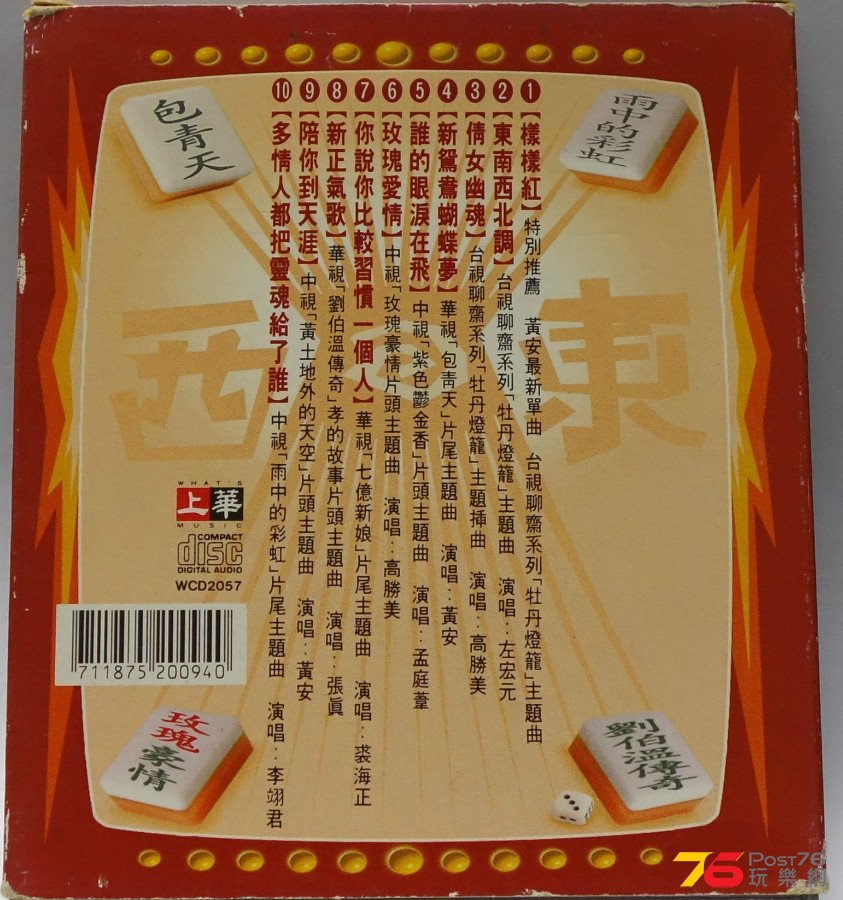 雨中的彩虹
包青天
東
西
1【樣樣紅】特別推薦 黃安最新單曲 台視聊齋系列「牡丹燈籠」主題曲
2【東南西北調】台視聊齋系列「牡丹燈籠」主題曲 演唱：左宏元
3【倩女幽魂】台視聊齋系列「牡丹燈籠」主題插曲 演唱：高勝美
4【新鴛鴦蝴蝶夢】華視「包青天」片尾主題曲 演唱：黃安
5【誰的眼淚在飛】中視「紫色鬱金香」片頭主題曲 演唱：孟庭葦
6【玫瑰愛情】中視「玫瑰豪情片頭主題曲 演唱：高勝美
7【你說你比較習慣一個人】華視「七億新娘」片尾主題曲 演唱：裘海正
8【新正氣歌】華視「劉伯溫傳奇」孝的故事片頭主題曲 演唱：張真
9【陪你到天涯】中視「黃土地外的天空」片頭主題曲 演唱：黃安
10【多情人都把靈魂給了誰】中視「雨中的彩虹」片尾主題曲 演唱：李翊君
WHAT'S
上華
MUSIC
COMPACT
disc
DIGITAL AUDIO
WCD2057
711875 200940
玫瑰豪情
劉伯溫傳奇
76 POST76
玩樂網